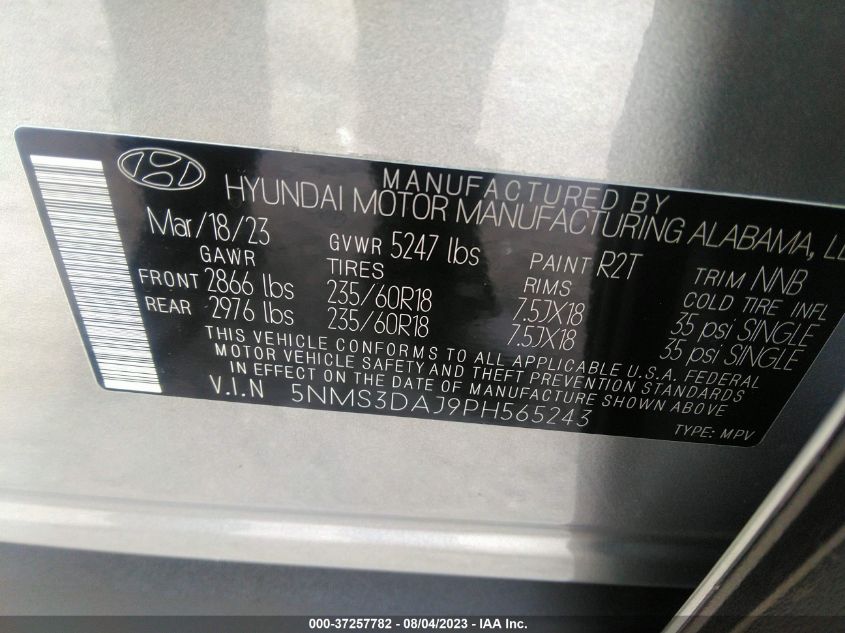 MANUFACTURED BY
HYUNDAI MOTOR MANUFACTURING ALABAMA,
Mar/18/23 GVWR 5247 lbs PAINT R2T TRIM NNB
GAWR TIRES RIMS COLD TIRE INFL
FRONT 2866 lbs 235/60R18 7.5JX18 35 psi SINGLE
REAR 2976 lbs 235/60R18 7.5JX18 35 psi SINGLE
THIS VEHICLE CONFORMS TO ALL APPLICABLE U.S.A. FEDERAL
MOTOR VEHICLE SAFETY AND THEFT PREVENTION STANDARDS
IN EFFECT ON THE DATE OF MANUFACTURE SHOWN ABOVE
V.I.N 5NMS3DAJ9PH565243
TYPE: MPV
000-37257782 - 08/04/2023 - IAA Inc.